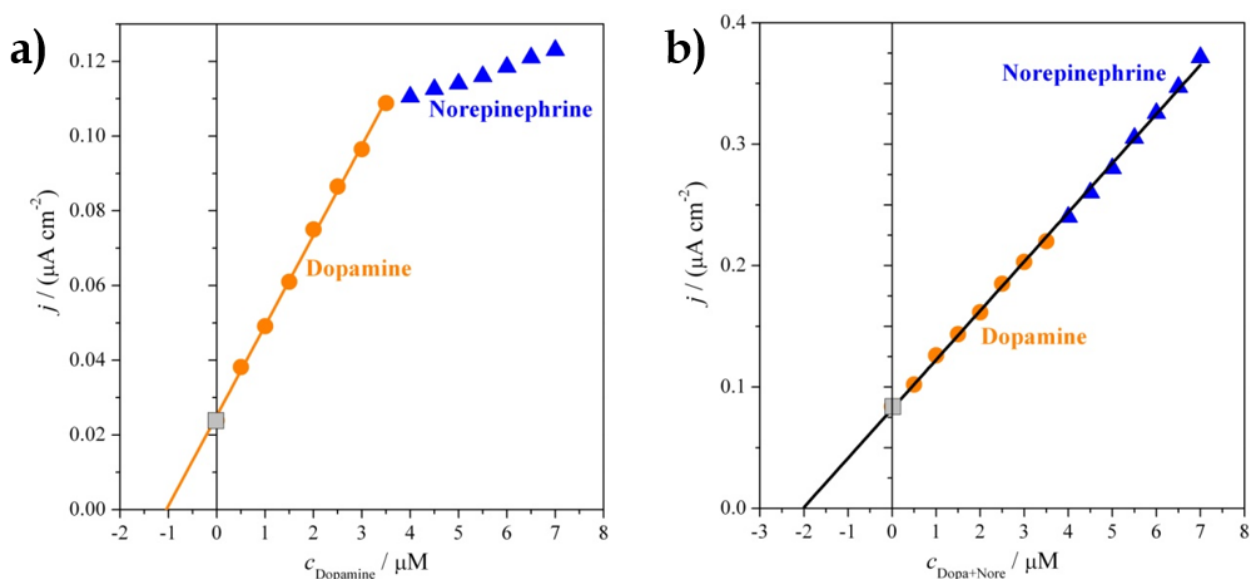 a)
j / (μA cm⁻²)
0.12
0.10
0.08
0.06
0.04
0.02
0.00
Norepinephrine
Dopamine
-2 -1 0 1 2 3 4 5 6 7 8
c Dopamine / μM
b)
j / (μA cm⁻²)
0.4
0.3
0.2
0.1
0.0
Norepinephrine
Dopamine
-3 -2 -1 0 1 2 3 4 5 6 7 8
c Dopa+Nore / μM